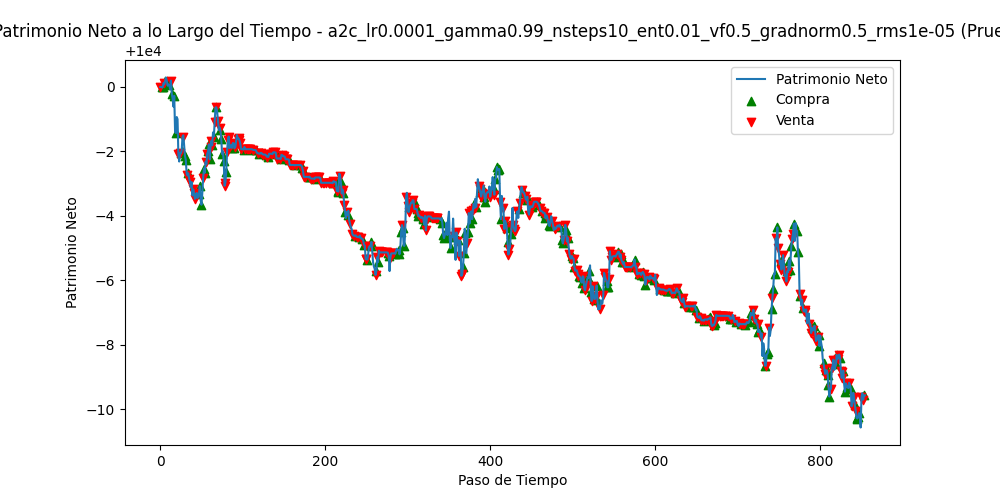 Patrimonio Neto a lo Largo del Tiempo - a2c_lr0.0001_gamma0.99_nsteps10_ent0.01_vf0.5_gradnorm0.5_rms1e-05 (Prue
+1e4
Patrimonio Neto
Compra
Venta
0
−2
−4
−6
−8
−10
Patrimonio Neto
0 200 400 600 800
Paso de Tiempo